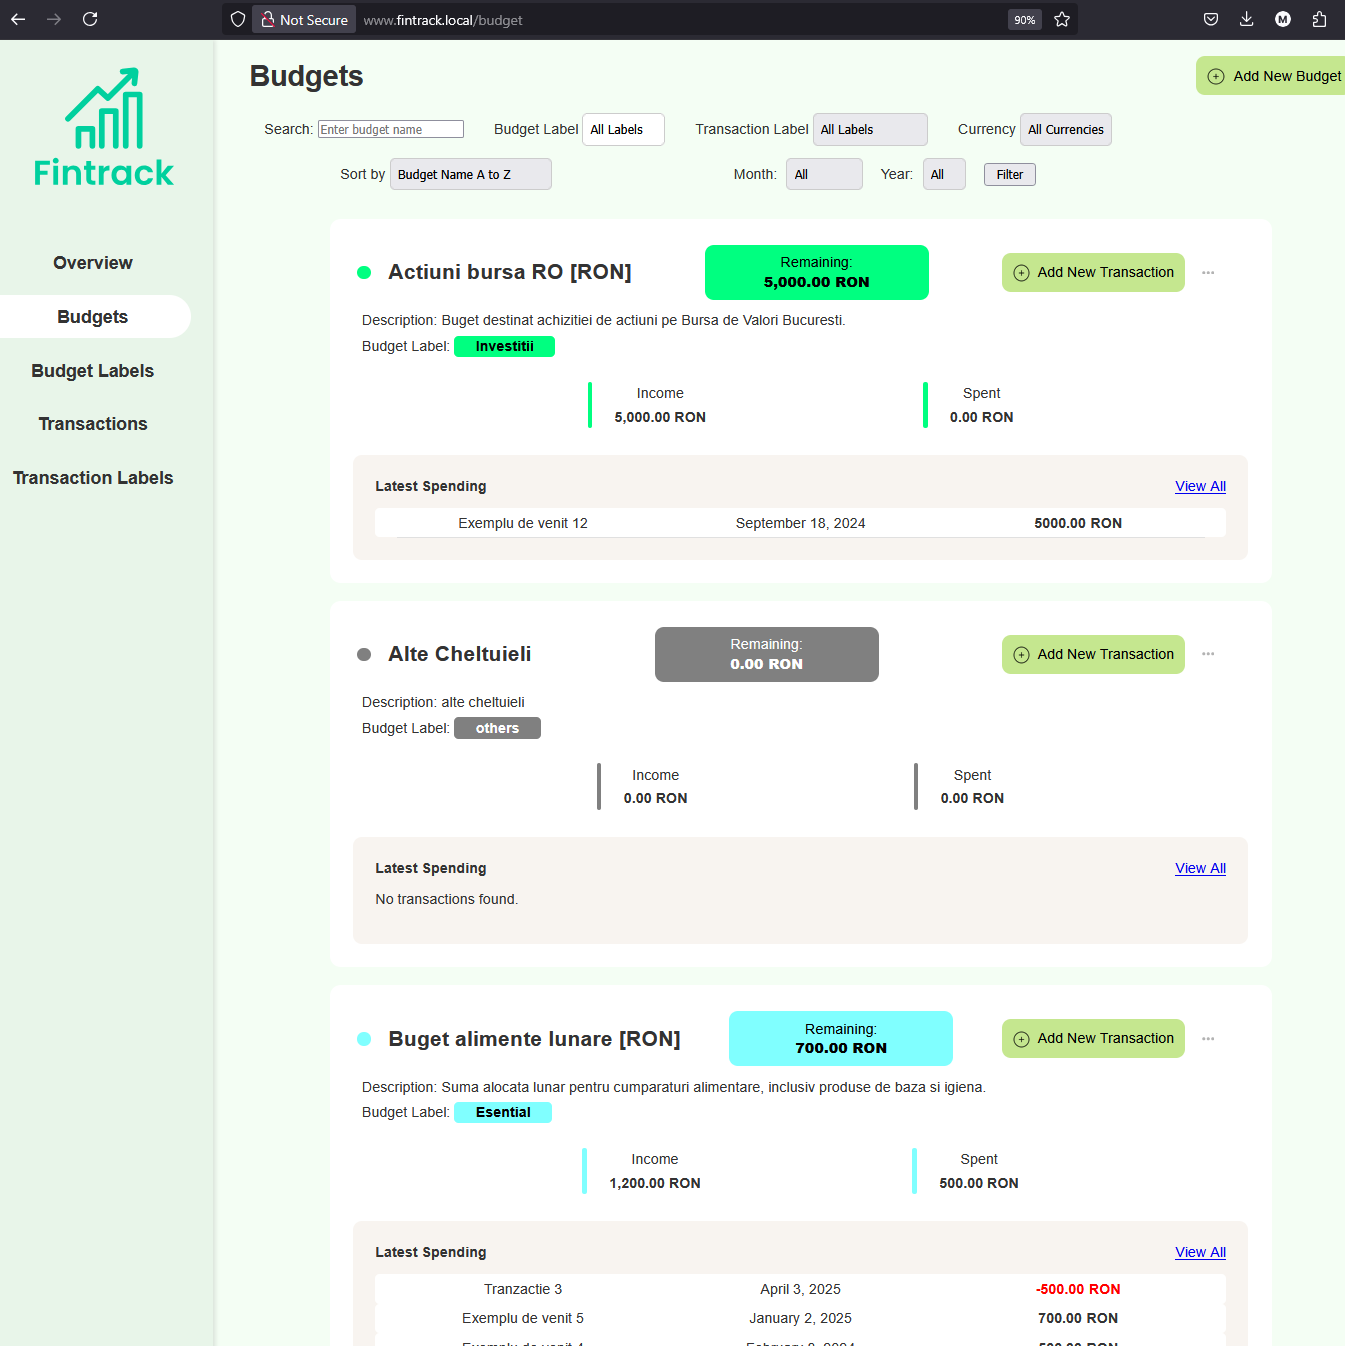 Not Secure www.fintrack.local/budget 90% M
Fintrack
Overview
Budgets
Budget Labels
Transactions
Transaction Labels
Budgets
Add New Budget
Search: Enter budget name Budget Label All Labels Transaction Label All Labels Currency All Currencies
Sort by Budget Name A to Z Month: All Year: All Filter
Actiuni bursa RO [RON]
Remaining:
5,000.00 RON
Add New Transaction
Description: Buget destinat achizitiei de actiuni pe Bursa de Valori Bucuresti.
Budget Label: Investitii
Income Spent
5,000.00 RON 0.00 RON
Latest Spending View All
Exemplu de venit 12 September 18, 2024 5000.00 RON
Alte Cheltuieli
Remaining:
0.00 RON
Add New Transaction
Description: alte cheltuieli
Budget Label: others
Income Spent
0.00 RON 0.00 RON
Latest Spending View All
No transactions found.
Buget alimente lunare [RON]
Remaining:
700.00 RON
Add New Transaction
Description: Suma alocata lunar pentru cumparaturi alimentare, inclusiv produse de baza si igiena.
Budget Label: Esential
Income Spent
1,200.00 RON 500.00 RON
Latest Spending View All
Tranzactie 3 April 3, 2025 -500.00 RON
Exemplu de venit 5 January 2, 2025 700.00 RON